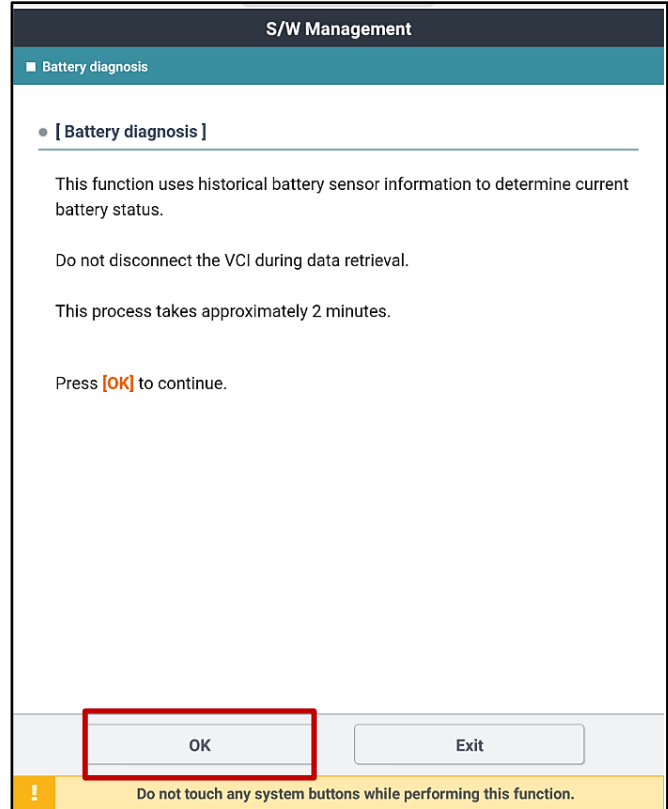 S/W Management
Battery diagnosis
[ Battery diagnosis ]
This function uses historical battery sensor information to determine current
battery status.
Do not disconnect the VCI during data retrieval.
This process takes approximately 2 minutes.
Press [OK] to continue.
OK
Exit
! Do not touch any system buttons while performing this function.